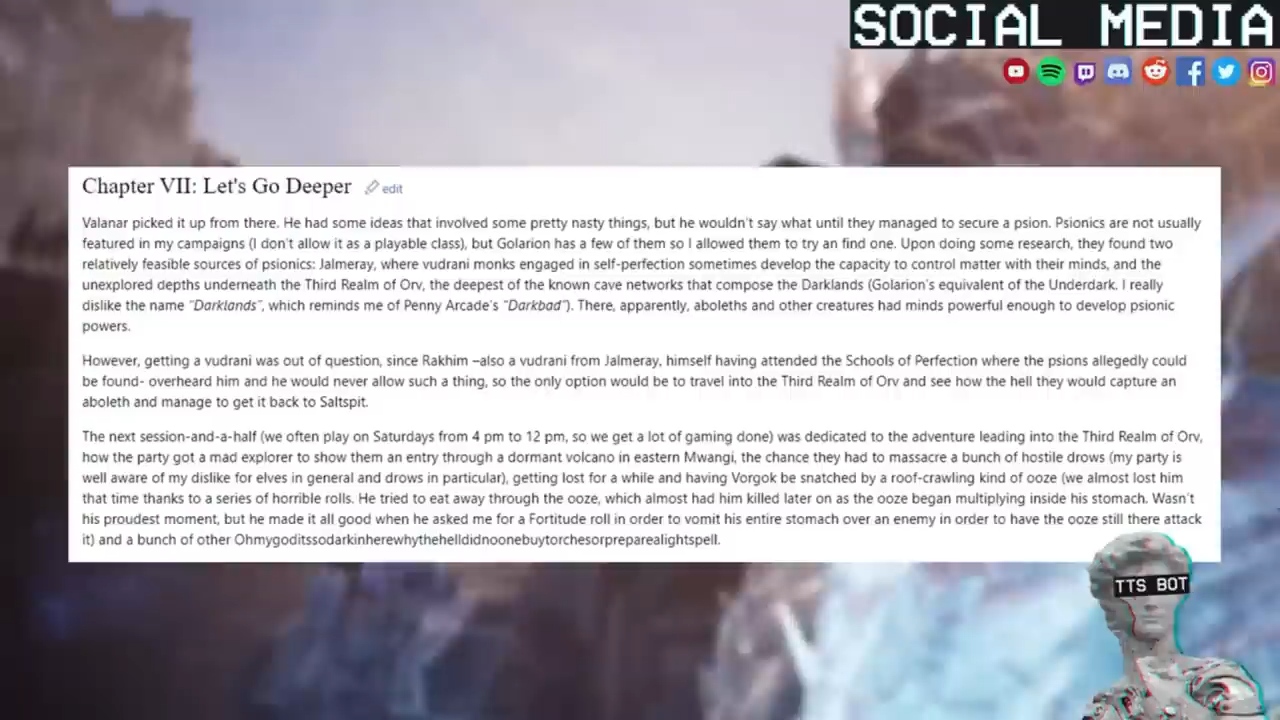 SOCIAL MEDIA
Chapter VII: Let's Go Deeper edit
Valanar picked it up from there. He had some ideas that involved some pretty nasty things, but he wouldn't say what until they managed to secure a psion. Psionics are not usually
featured in my campaigns (I don't allow it as a playable class), but Golarion has a few of them so I allowed them to try an find one. Upon doing some research, they found two
relatively feasible sources of psionics: Jalmeray, where vudrani monks engaged in self-perfection sometimes develop the capacity to control matter with their minds, and the
unexplored depths underneath the Third Realm of Orv, the deepest of the known cave networks that compose the Darklands (Golarion's equivalent of the Underdark. I really
dislike the name "Darklands", which reminds me of Penny Arcade's "Darkbad"). There, apparently, aboleths and other creatures had minds powerful enough to develop psionic
powers.
However, getting a vudrani was out of question, since Rakhim –also a vudrani from Jalmeray, himself having attended the Schools of Perfection where the psions allegedly could
be found- overheard him and he would never allow such a thing, so the only option would be to travel into the Third Realm of Orv and see how the hell they would capture an
aboleth and manage to get it back to Saltspit.
The next session-and-a-half (we often play on Saturdays from 4 pm to 12 pm, so we get a lot of gaming done) was dedicated to the adventure leading into the Third Realm of Orv,
how the party got a mad explorer to show them an entry through a dormant volcano in eastern Mwangi, the chance they had to massacre a bunch of hostile drows (my party is
well aware of my dislike for elves in general and drows in particular), getting lost for a while and having Vorgok be snatched by a roof-crawling kind of ooze (we almost lost him
that time thanks to a series of horrible rolls. He tried to eat away through the ooze, which almost had him killed later on as the ooze began multiplying inside his stomach. Wasn't
his proudest moment, but he made it all good when he asked me for a Fortitude roll in order to vomit his entire stomach over an enemy in order to have the ooze still there attack
it) and a bunch of other Ohmygoditssodarkinherewhythehelldidnoonebuytorchesorpreparealightspell.
TTS BOT